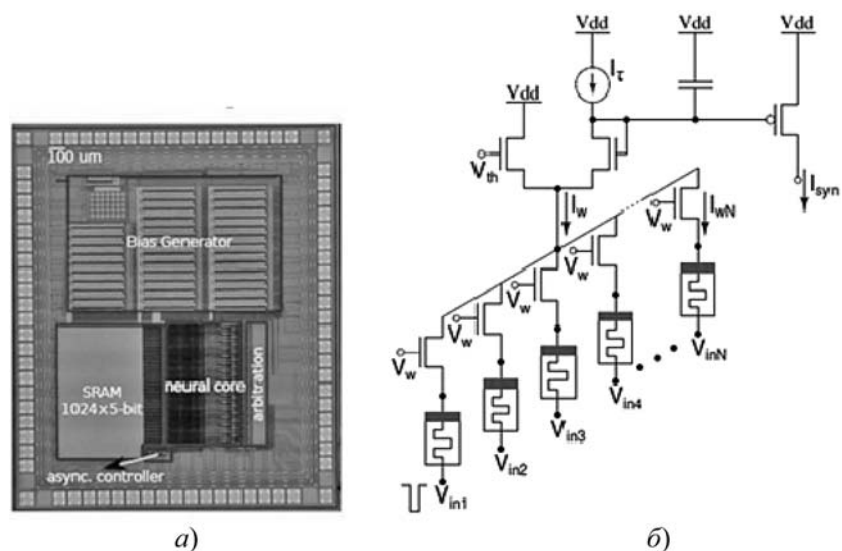 100 um
Bias Generator
SRAM
1024x5-bit
neural core
arbitration
async. controller
а)
Vdd
Vdd
Vdd
Vdd
Iτ
Vth
Iw
Isyn
IwN
Vw
Vw
Vw
Vw
Vw
Vin1
Vin2
Vin3
Vin4
VinN
б)